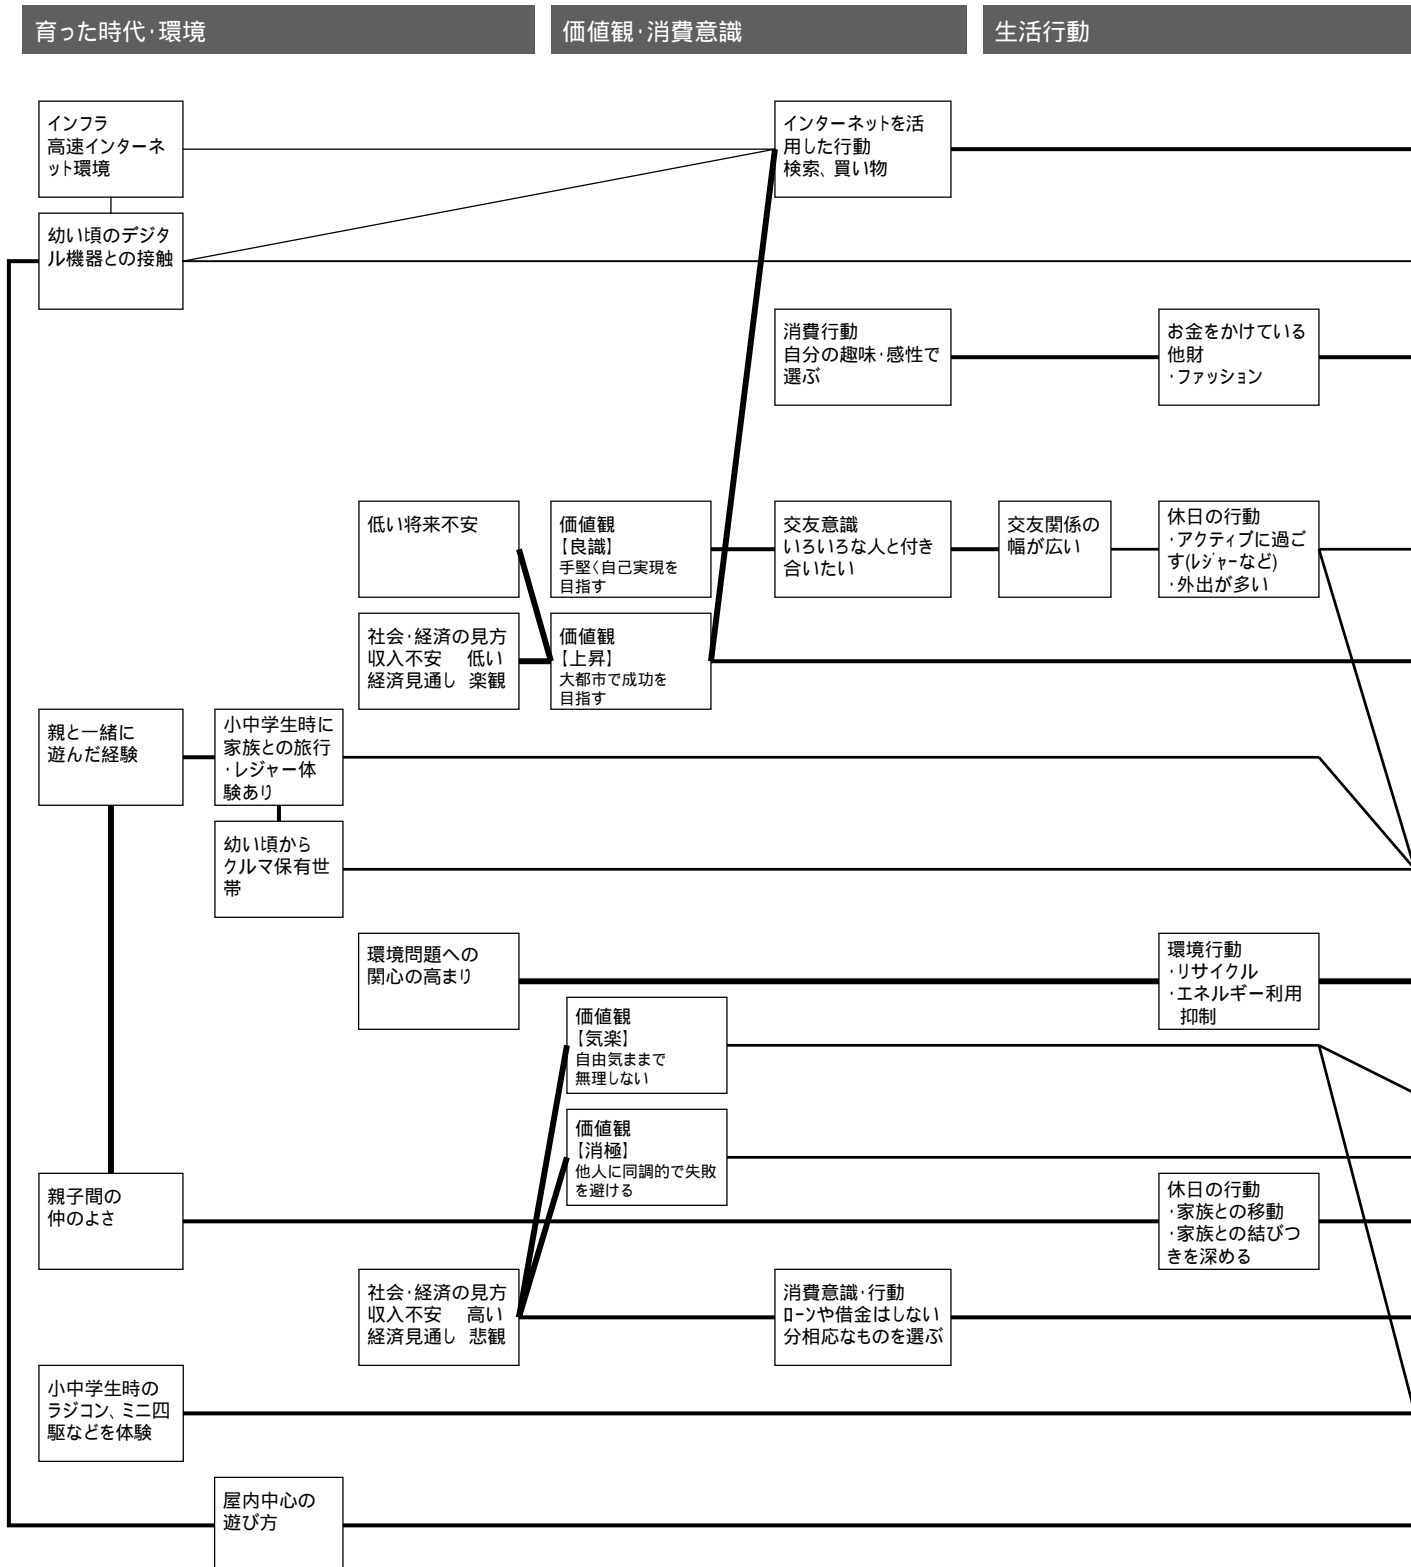 育った時代・環境
価値観・消費意識
生活行動
インフラ
高速インターネ
ット環境
インターネットを活
用した行動
検索、買い物
幼い頃のデジタ
ル機器との接触
消費行動
自分の趣味・感性で
選ぶ
お金をかけている
他財
・ファッション
低い将来不安
価値観
【良識】
手堅く自己実現を
目指す
交友意識
いろいろな人と付き
合いたい
交友関係の
幅が広い
休日の行動
・アクティブに過ご
す(レジャーなど)
・外出が多い
社会・経済の見方
収入不安 低い
経済見通し 楽観
価値観
【上昇】
大都市で成功を
目指す
親と一緒に
遊んだ経験
小中学生時に
家族との旅行
・レジャー体
験あり
幼い頃から
クルマ保有世
帯
環境問題への
関心の高まり
環境行動
・リサイクル
・エネルギー利用
抑制
価値観
【気楽】
自由気ままで
無理しない
価値観
【消極】
他人に同調的で失敗
を避ける
親子間の
仲のよさ
休日の行動
・家族との移動
・家族との結びつ
きを深める
社会・経済の見方
収入不安 高い
経済見通し 悲観
消費意識・行動
ローンや借金はしない
分相応なものを選ぶ
小中学生時の
ラジコン、ミニ四
駆などを体験
屋内中心の
遊び方